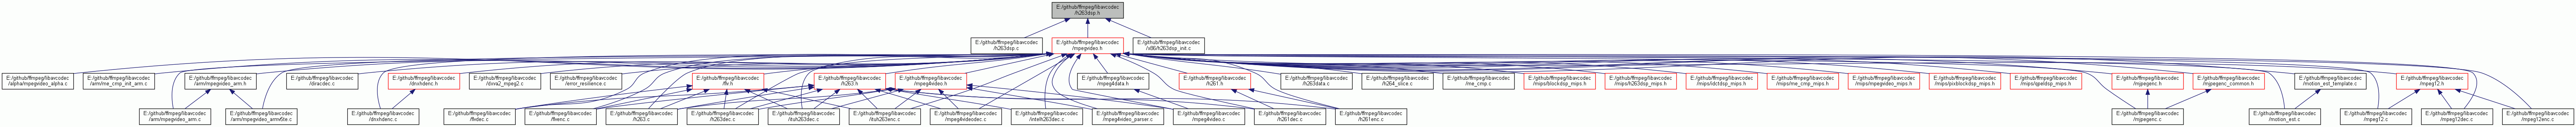 E:/github/ffmpeg/libavcodec
/h263dsp.h
E:/github/ffmpeg/libavcodec
/h263dsp.c
E:/github/ffmpeg/libavcodec
/mpegvideo.h
E:/github/ffmpeg/libavcodec
/x86/h263dsp_init.c
E:/github/ffmpeg/libavcodec
/alpha/mpegvideo_alpha.c
E:/github/ffmpeg/libavcodec
/arm/me_cmp_init_arm.c
E:/github/ffmpeg/libavcodec
/arm/mpegvideo_arm.h
E:/github/ffmpeg/libavcodec
/diracdec.c
E:/github/ffmpeg/libavcodec
/dnxhdenc.h
E:/github/ffmpeg/libavcodec
/dxva2_mpeg2.c
E:/github/ffmpeg/libavcodec
/error_resilience.c
E:/github/ffmpeg/libavcodec
/flv.h
E:/github/ffmpeg/libavcodec
/h263.h
E:/github/ffmpeg/libavcodec
/mpeg4video.h
E:/github/ffmpeg/libavcodec
/mpeg4data.h
E:/github/ffmpeg/libavcodec
/h261.h
E:/github/ffmpeg/libavcodec
/h263data.c
E:/github/ffmpeg/libavcodec
/h264_slice.c
E:/github/ffmpeg/libavcodec
/me_cmp.c
E:/github/ffmpeg/libavcodec
/mips/blockdsp_mips.h
E:/github/ffmpeg/libavcodec
/mips/h263dsp_mips.h
E:/github/ffmpeg/libavcodec
/mips/idctdsp_mips.h
E:/github/ffmpeg/libavcodec
/mips/me_cmp_mips.h
E:/github/ffmpeg/libavcodec
/mips/mpegvideo_mips.h
E:/github/ffmpeg/libavcodec
/mips/pixblockdsp_mips.h
E:/github/ffmpeg/libavcodec
/mips/qpeldsp_mips.h
E:/github/ffmpeg/libavcodec
/mjpegenc.h
E:/github/ffmpeg/libavcodec
/mjpegenc_common.h
E:/github/ffmpeg/libavcodec
/motion_est_template.c
E:/github/ffmpeg/libavcodec
/mpeg12.h
E:/github/ffmpeg/libavcodec
/arm/mpegvideo_arm.c
E:/github/ffmpeg/libavcodec
/arm/mpegvideo_armv5te.c
E:/github/ffmpeg/libavcodec
/dnxhdenc.c
E:/github/ffmpeg/libavcodec
/flvdec.c
E:/github/ffmpeg/libavcodec
/flvenc.c
E:/github/ffmpeg/libavcodec
/h263.c
E:/github/ffmpeg/libavcodec
/h263dec.c
E:/github/ffmpeg/libavcodec
/ituh263dec.c
E:/github/ffmpeg/libavcodec
/ituh263enc.c
E:/github/ffmpeg/libavcodec
/mpeg4videodec.c
E:/github/ffmpeg/libavcodec
/intelh263dec.c
E:/github/ffmpeg/libavcodec
/mpeg4video_parser.c
E:/github/ffmpeg/libavcodec
/mpeg4video.c
E:/github/ffmpeg/libavcodec
/h261dec.c
E:/github/ffmpeg/libavcodec
/h261enc.c
E:/github/ffmpeg/libavcodec
/mjpegenc.c
E:/github/ffmpeg/libavcodec
/motion_est.c
E:/github/ffmpeg/libavcodec
/mpeg12.c
E:/github/ffmpeg/libavcodec
/mpeg12dec.c
E:/github/ffmpeg/libavcodec
/mpeg12enc.c